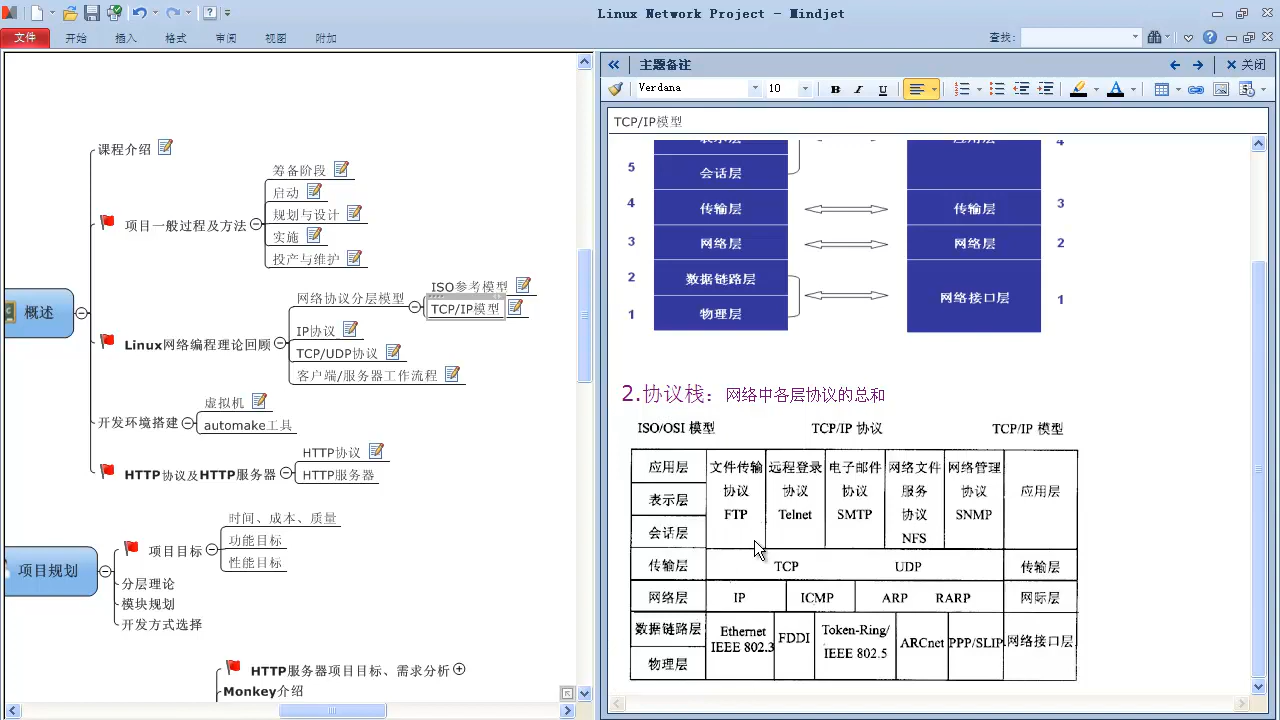 Linux Network Project - Mindjet
文件 开始 插入 格式 审阅 视图 附加 查找:
课程介绍
项目一般过程及方法
筹备阶段
启动
规划与设计
实施
投产与维护
概述
Linux网络编程理论回顾
网络协议分层模型
ISO参考模型
TCP/IP模型
IP协议
TCP/UDP协议
客户端/服务器工作流程
开发环境搭建
虚拟机
automake工具
HTTP协议及HTTP服务器
HTTP协议
HTTP服务器
项目规划
项目目标
时间、成本、质量
功能目标
性能目标
分层理论
模块规划
开发方式选择
HTTP服务器项目目标、需求分析
Monkey介绍
主题备注 关闭
Verdana 10 B I U A
TCP/IP模型
表示层 应用层 4
5 会话层
4 传输层 传输层 3
3 网络层 网络层 2
2 数据链路层
网络接口层 1
1 物理层
2.协议栈：网络中各层协议的总和
ISO/OSI 模型 TCP/IP 协议 TCP/IP 模型
应用层 文件传输 远程登录 电子邮件 网络文件 网络管理
协议 协议 协议 服务 协议 应用层
表示层
FTP Telnet SMTP 协议 SNMP
会话层 NFS
传输层 TCP UDP 传输层
网络层 IP ICMP ARP RARP 网际层
数据链路层 Ethernet FDDI Token-Ring/ ARCnet PPP/SLIP 网络接口层
IEEE 802.3 IEEE 802.5
物理层